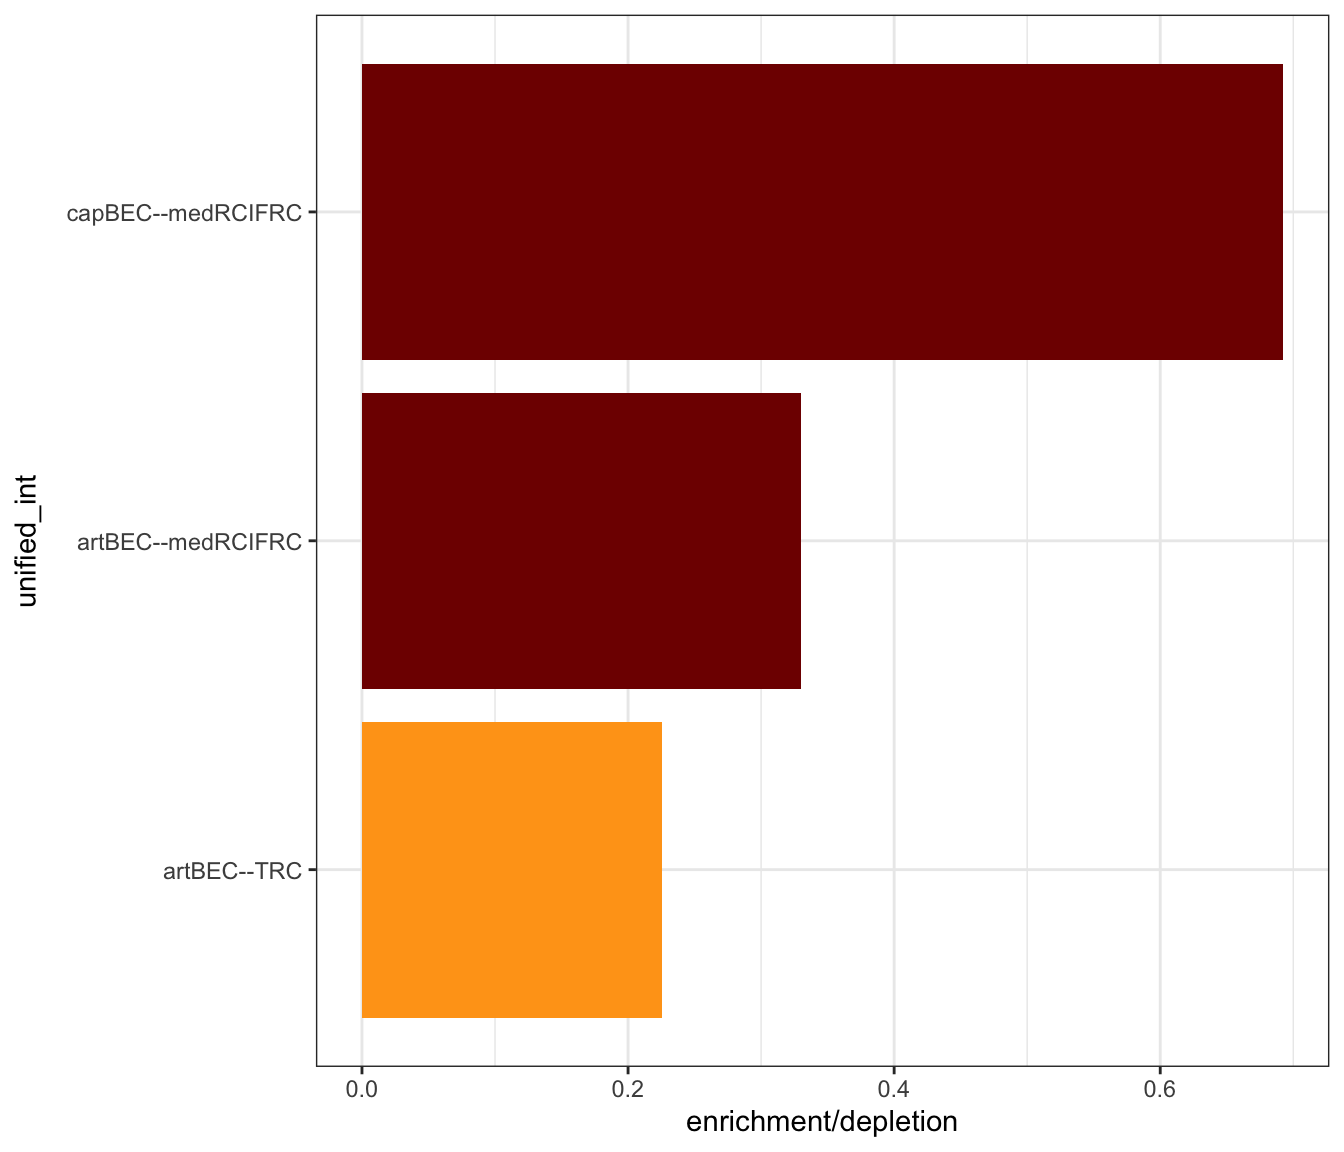 unified_int
capBEC--medRCIFRC
artBEC--medRCIFRC
artBEC--TRC
0.0 0.2 0.4 0.6
enrichment/depletion